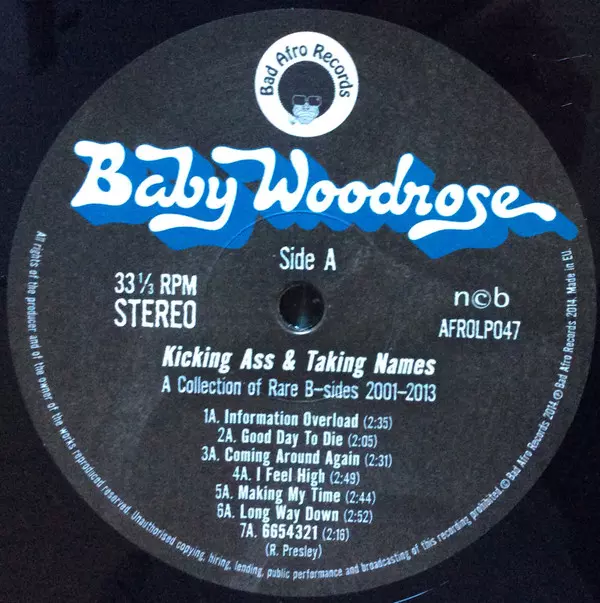 Bad Afro Records
Baby Woodrose
Side A
33 1/3 RPM
STEREO
n©b
AFROLP047
Kicking Ass & Taking Names
A Collection of Rare B-sides 2001-2013
1A. Information Overload (2:35)
2A. Good Day To Die (2:05)
3A. Coming Around Again (2:31)
4A. I Feel High (2:49)
5A. Making My Time (2:44)
6A. Long Way Down (2:52)
7A. 6654321 (2:16)
(R. Presley)
All rights of the producer and of the owner of the works reproduced reserved. Unauthorised copying, hiring, lending, public performance and broadcasting of this recording prohibited ℗ Bad Afro Records 2014 © Bad Afro Records 2014. Made in EU.